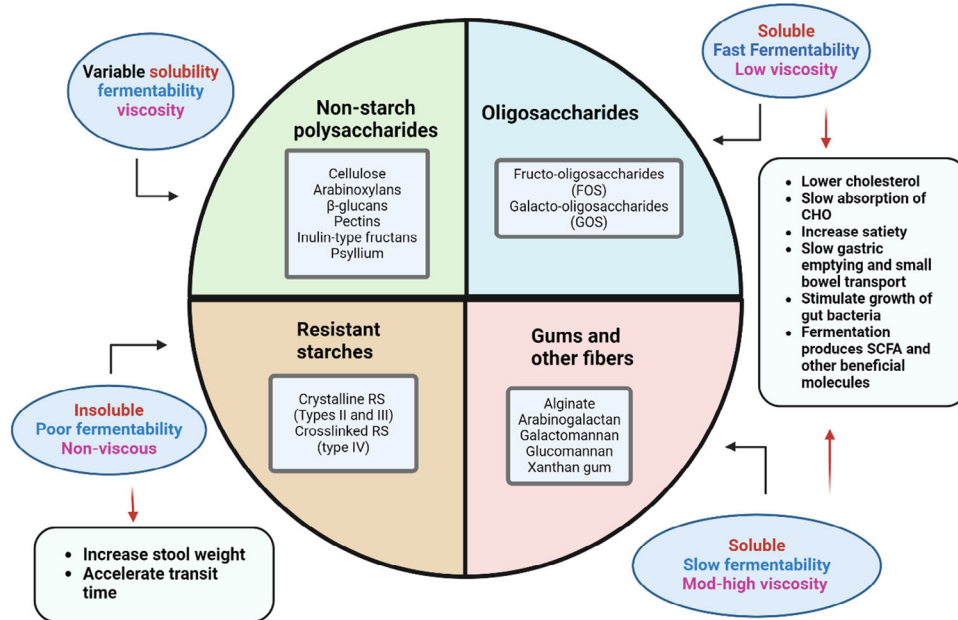 Variable solubility
fermentability
viscosity
Non-starch
polysaccharides
Cellulose
Arabinoxylans
β-glucans
Pectins
Inulin-type fructans
Psyllium
Oligosaccharides
Fructo-oligosaccharides
(FOS)
Galacto-oligosaccharides
(GOS)
Soluble
Fast Fermentability
Low viscosity
• Lower cholesterol
• Slow absorption of
CHO
• Increase satiety
• Slow gastric
emptying and small
bowel transport
• Stimulate growth of
gut bacteria
• Fermentation
produces SCFA and
other beneficial
molecules
Resistant
starches
Crystalline RS
(Types II and III)
Crosslinked RS
(type IV)
Gums and
other fibers
Alginate
Arabinogalactan
Galactomannan
Glucomannan
Xanthan gum
Insoluble
Poor fermentability
Non-viscous
• Increase stool weight
• Accelerate transit
time
Soluble
Slow fermentability
Mod-high viscosity